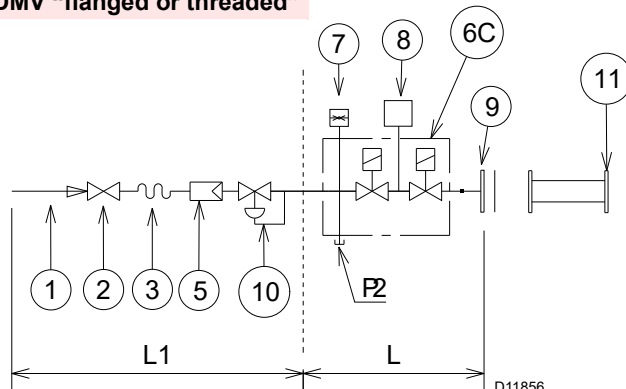 DMV "flanged or threaded"
7 8 6C 9 11
1 2 3 5 10 P2
L1 L
D11856